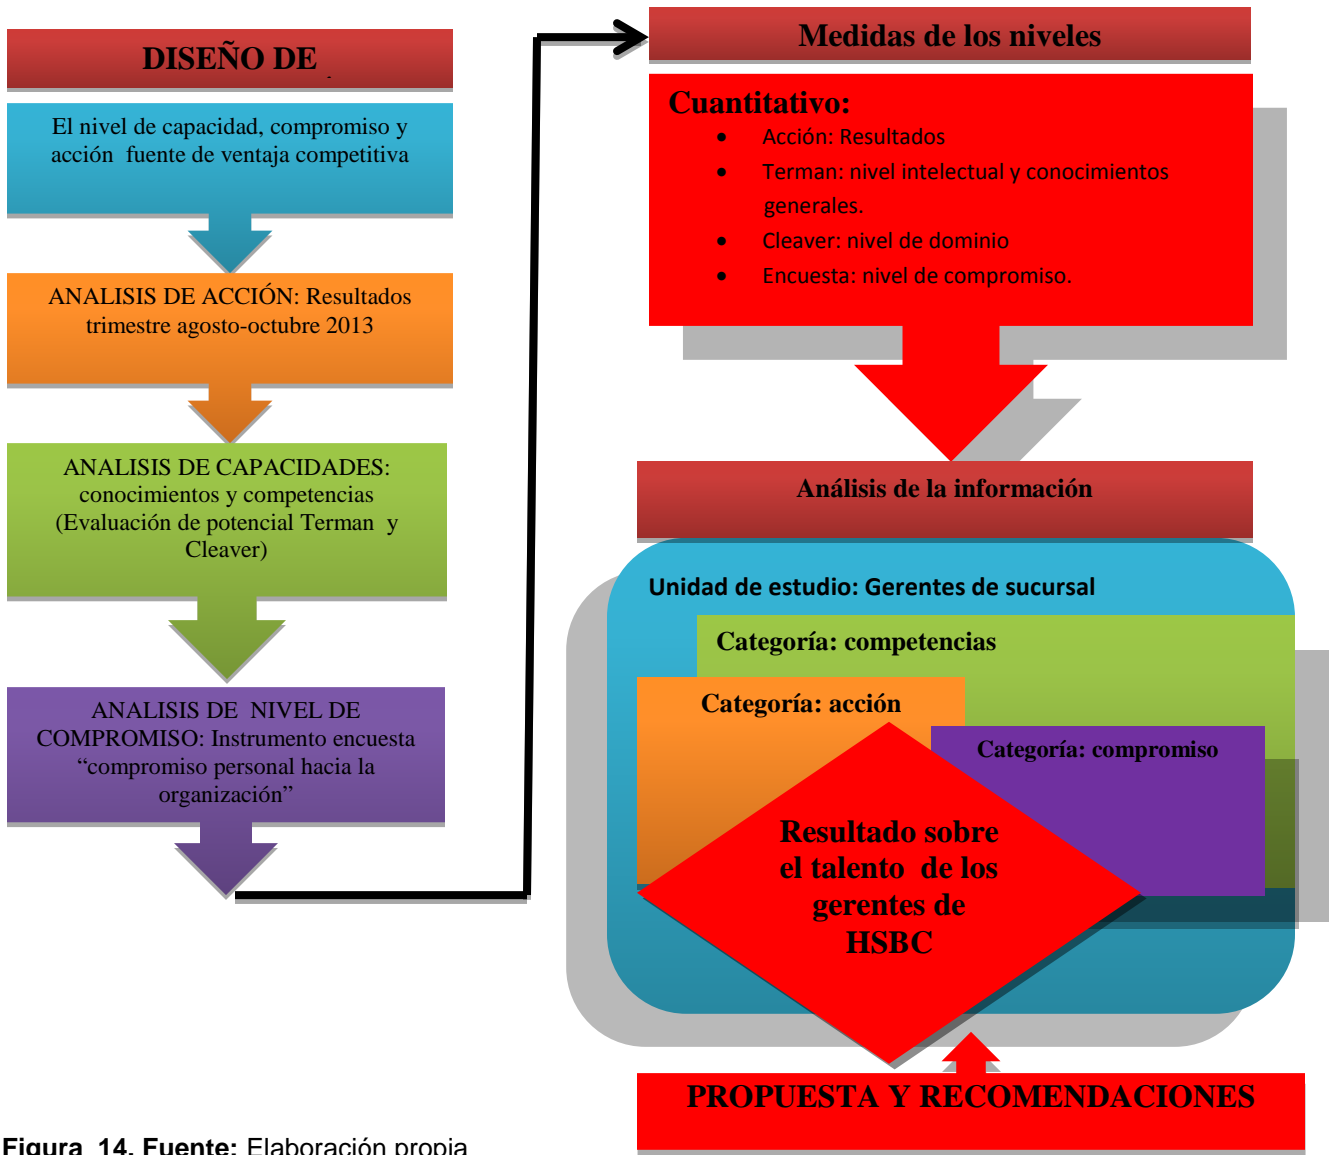 DISEÑO DE
El nivel de capacidad, compromiso y
acción fuente de ventaja competitiva
ANALISIS DE ACCIÓN: Resultados
trimestre agosto-octubre 2013
ANALISIS DE CAPACIDADES:
conocimientos y competencias
(Evaluación de potencial Terman y
Cleaver)
ANALISIS DE NIVEL DE
COMPROMISO: Instrumento encuesta
“compromiso personal hacia la
organización”
Medidas de los niveles
Cuantitativo:
• Acción: Resultados
• Terman: nivel intelectual y conocimientos
generales.
• Cleaver: nivel de dominio
• Encuesta: nivel de compromiso.
Análisis de la información
Unidad de estudio: Gerentes de sucursal
Categoría: competencias
Categoría: acción
Categoría: compromiso
Resultado sobre
el talento de los
gerentes de
HSBC
PROPUESTA Y RECOMENDACIONES
Figura 14. Fuente: Elaboración propia